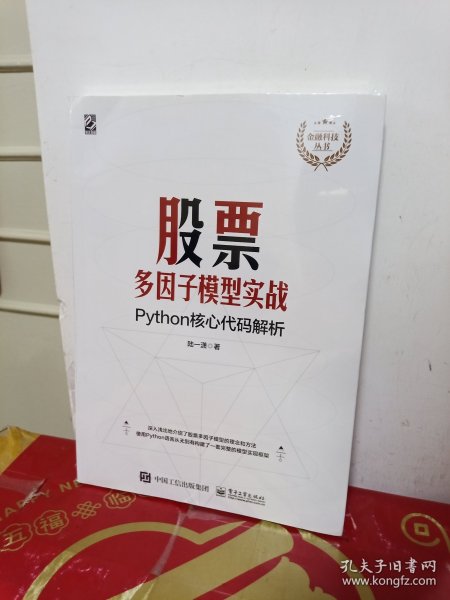 金融科技
丛书
股票
多因子模型实战
Python核心代码解析
陆一潇 ◎ 著
深入浅出地介绍了股票多因子模型的理念和方法
使用Python语言从无到有构建了一套完整的模型实现框架
中国工信出版集团
电子工业出版社
五福临
孔夫子旧书网
www.kongfz.com